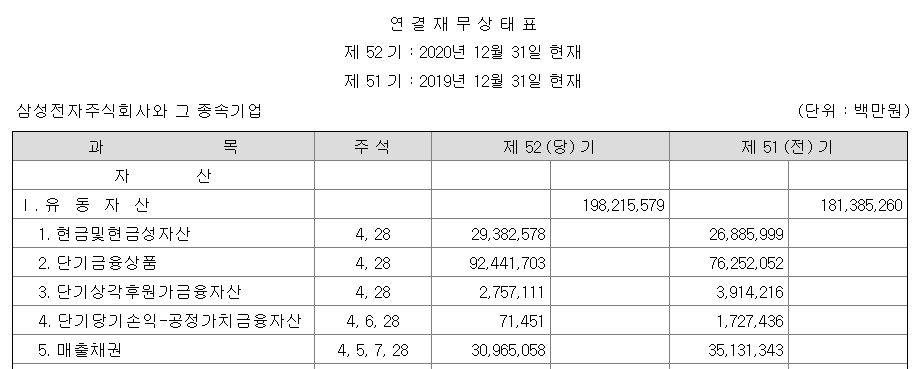 연 결 재 무 상 태 표
제 52 기 : 2020년 12월 31일 현재
제 51 기 : 2019년 12월 31일 현재
삼성전자주식회사와 그 종속기업 (단위 : 백만원)
과 목 주 석 제 52 (당) 기 제 51 (전) 기
자 산
Ⅰ. 유 동 자 산 198,215,579 181,385,260
1. 현금및현금성자산 4, 28 29,382,578 26,885,999
2. 단기금융상품 4, 28 92,441,703 76,252,052
3. 단기상각후원가금융자산 4, 28 2,757,111 3,914,216
4. 단기당기손익-공정가치금융자산 4, 6, 28 71,451 1,727,436
5. 매출채권 4, 5, 7, 28 30,965,058 35,131,343